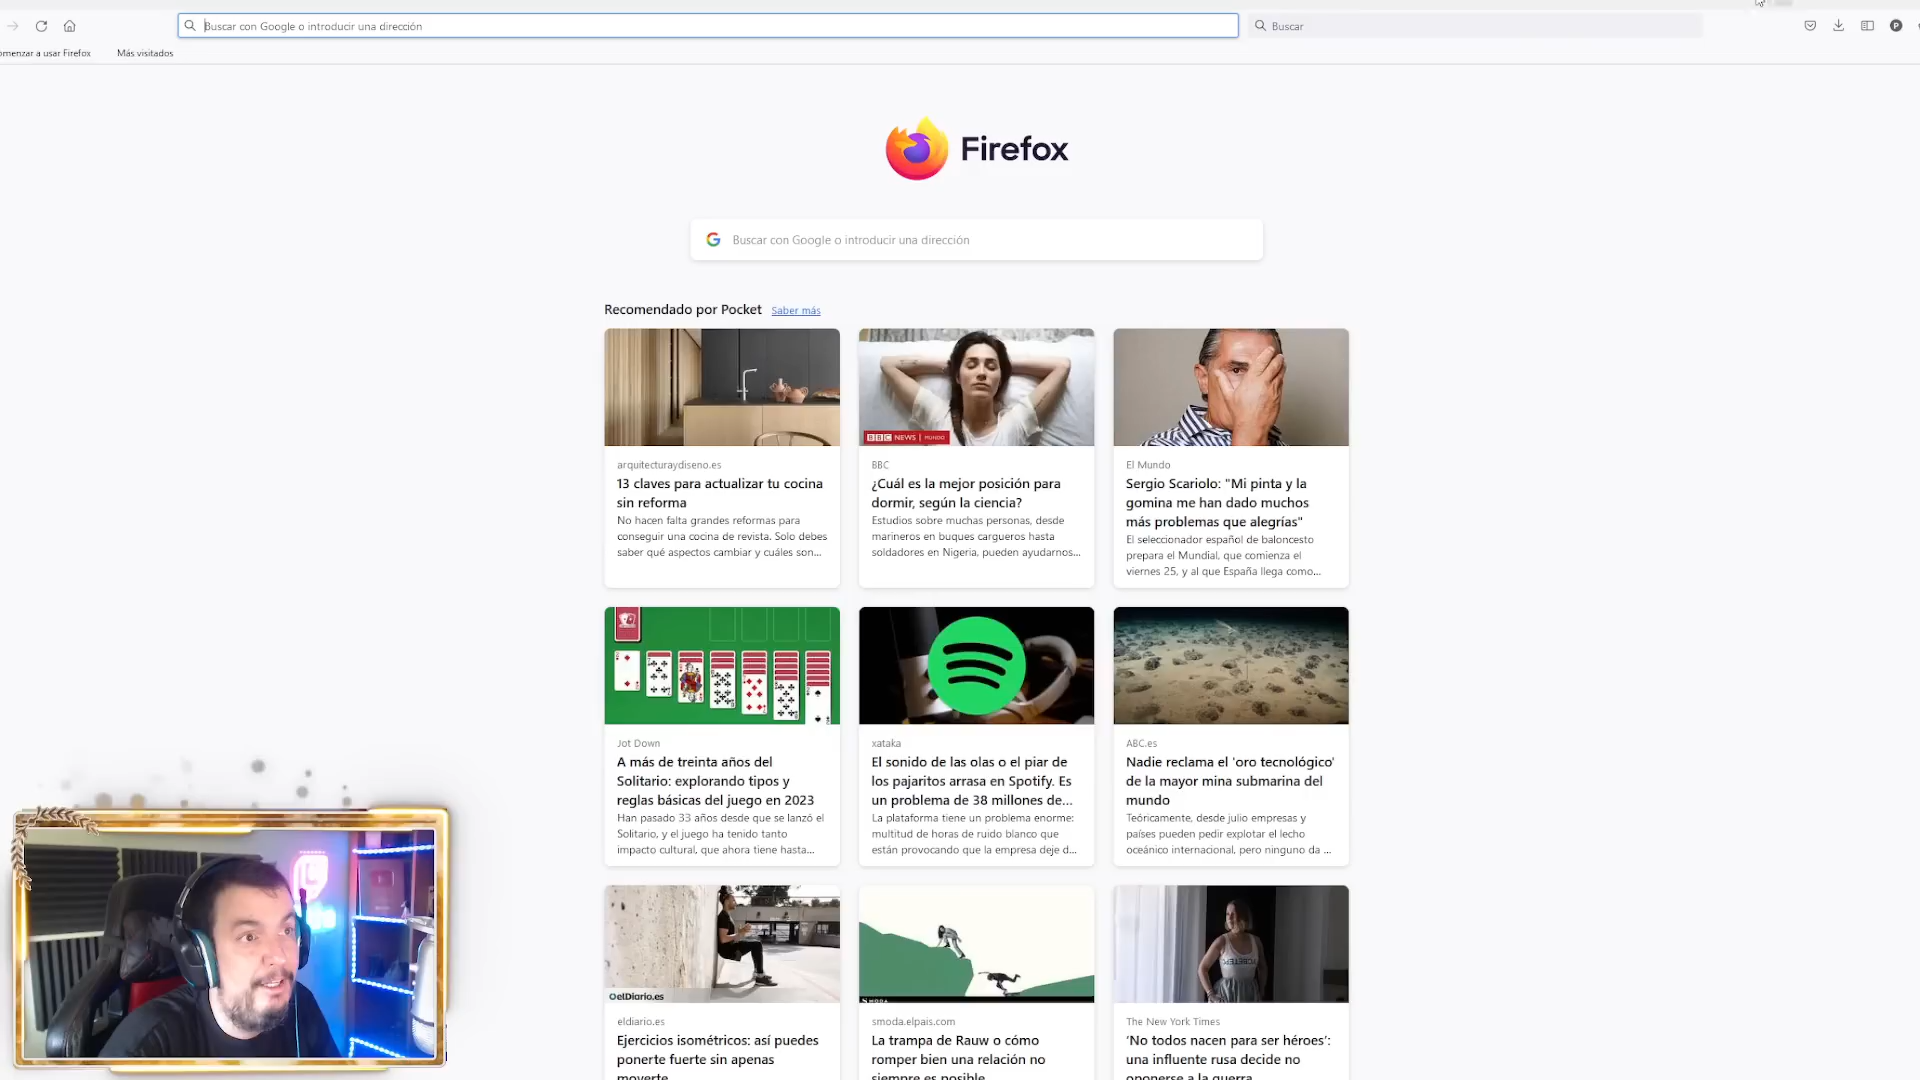 Buscar con Google o introducir una dirección
Buscar
omenzar a usar Firefox
Más visitados
Firefox
Buscar con Google o introducir una dirección
Recomendado por Pocket Saber más
BBC NEWS | MUNDO
arquitecturaydiseno.es
13 claves para actualizar tu cocina
sin reforma
No hacen falta grandes reformas para
conseguir una cocina de revista. Solo debes
saber qué aspectos cambiar y cuáles son...
BBC
¿Cuál es la mejor posición para
dormir, según la ciencia?
Estudios sobre muchas personas, desde
marineros en buques cargueros hasta
soldadores en Nigeria, pueden ayudarnos...
El Mundo
Sergio Scariolo: "Mi pinta y la
gomina me han dado muchos
más problemas que alegrías"
El seleccionador español de baloncesto
prepara el Mundial, que comienza el
viernes 25, y al que España llega como...
Jot Down
A más de treinta años del
Solitario: explorando tipos y
reglas básicas del juego en 2023
Han pasado 33 años desde que se lanzó el
Solitario, y el juego ha tenido tanto
impacto cultural, que ahora tiene hasta...
xataka
El sonido de las olas o el piar de
los pajaritos arrasa en Spotify. Es
un problema de 38 millones de...
La plataforma tiene un problema enorme:
multitud de horas de ruido blanco que
están provocando que la empresa deje d...
ABC.es
Nadie reclama el 'oro tecnológico'
de la mayor mina submarina del
mundo
Teóricamente, desde julio empresas y
países pueden pedir explotar el lecho
oceánico internacional, pero ninguno da ...
elDiario.es
S MODA
eldiario.es
Ejercicios isométricos: así puedes
ponerte fuerte sin apenas
moverte
smoda.elpais.com
La trampa de Rauw o cómo
romper bien una relación no
siempre es posible
The New York Times
'No todos nacen para ser héroes':
una influente rusa decide no
oponerse a la guerra
P